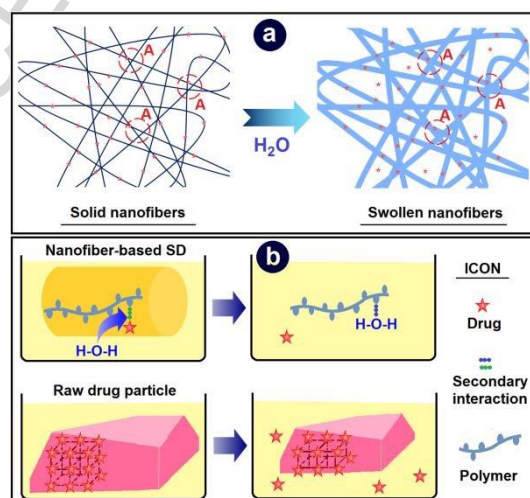 a
A
A
A
A
A
A
H₂O
Solid nanofibers
Swollen nanofibers
Nanofiber-based SD
b
ICON
H-O-H
H-O-H
Drug
Raw drug particle
Secondary
interaction
Polymer